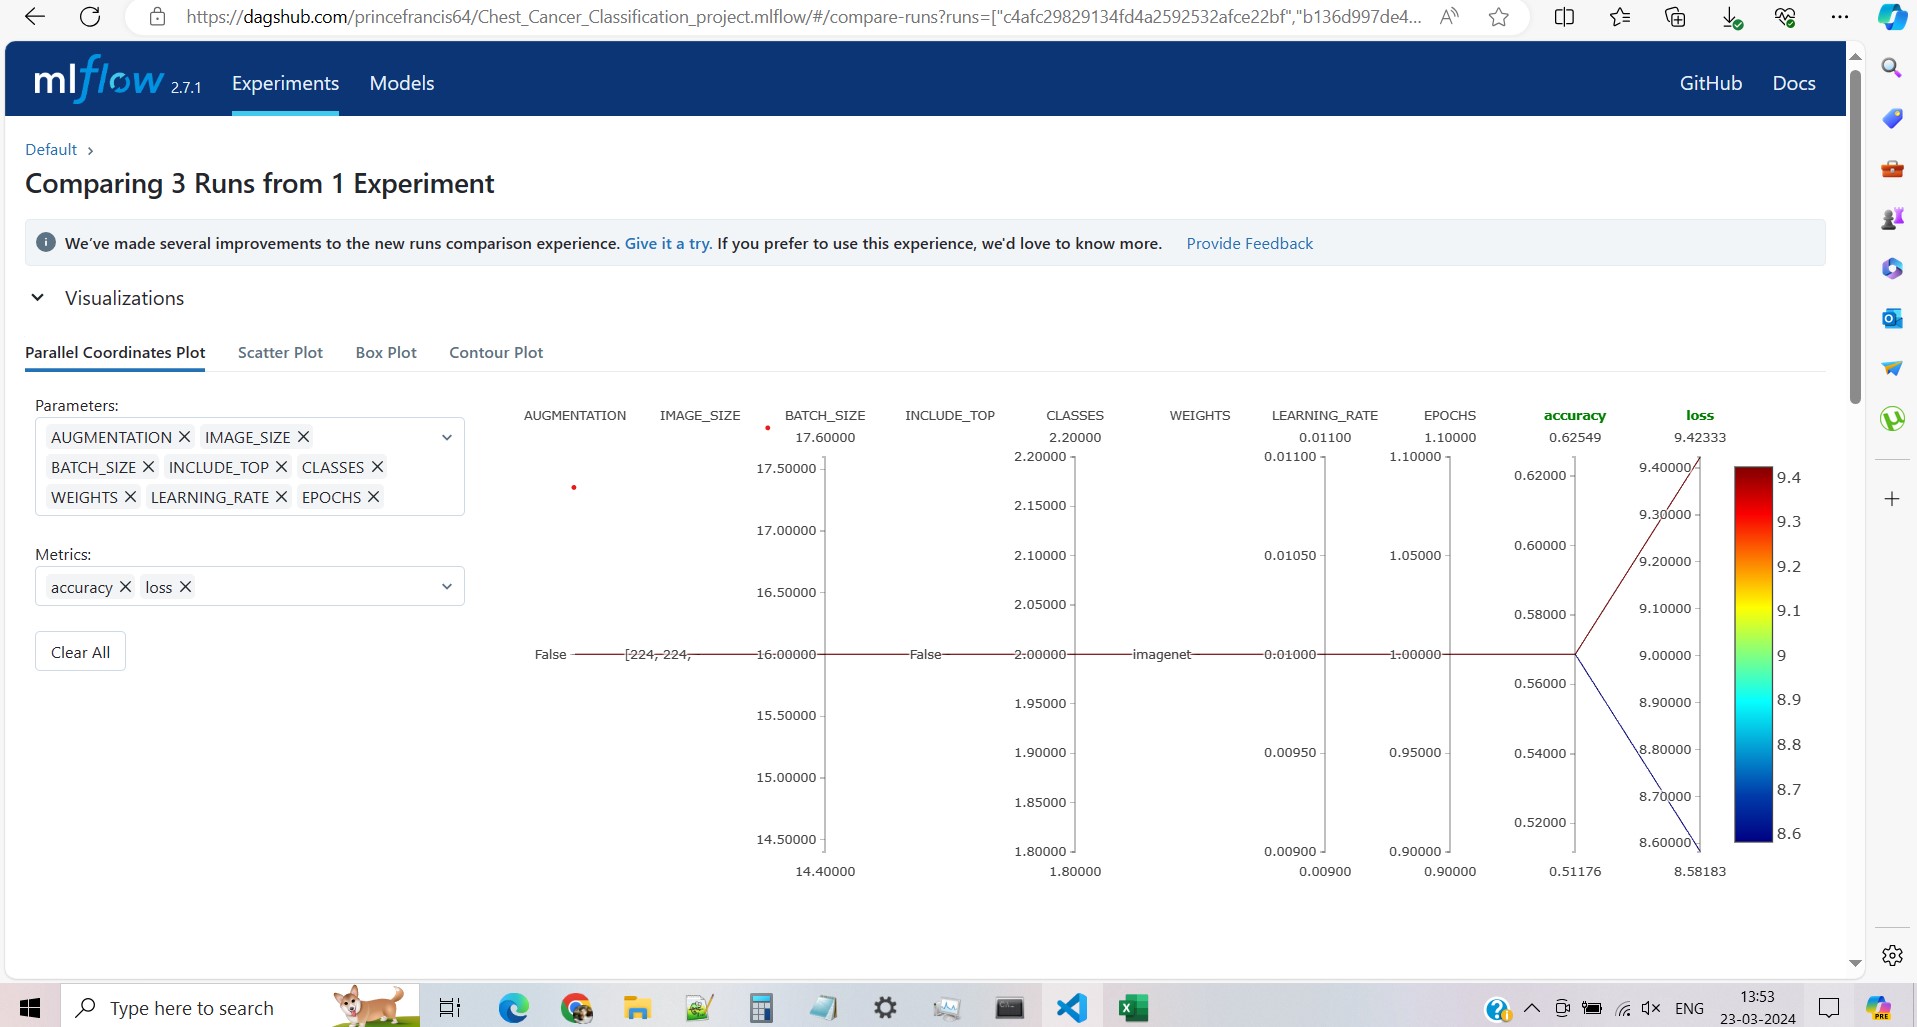 https://dagshub.com/princefrancis64/Chest_Cancer_Classification_project.mlflow/#/compare-runs?runs=["c4afc29829134fd4a2592532afce22bf","b136d997de4...
mlflow 2.7.1 Experiments Models GitHub Docs
Default
Comparing 3 Runs from 1 Experiment
We've made several improvements to the new runs comparison experience. Give it a try. If you prefer to use this experience, we'd love to know more. Provide Feedback
Visualizations
Parallel Coordinates Plot Scatter Plot Box Plot Contour Plot
Parameters:
AUGMENTATION IMAGE_SIZE
BATCH_SIZE INCLUDE_TOP CLASSES
WEIGHTS LEARNING_RATE EPOCHS
Metrics:
accuracy loss
Clear All
AUGMENTATION IMAGE_SIZE BATCH_SIZE INCLUDE_TOP CLASSES WEIGHTS LEARNING_RATE EPOCHS accuracy loss
17.60000 2.20000 0.01100 1.10000 0.62549 9.42333
False
[224, 224,
17.50000
17.00000
16.50000
16.00000
15.50000
15.00000
14.50000
14.40000
False
2.20000
2.15000
2.10000
2.05000
2.00000
1.95000
1.90000
1.85000
1.80000
1.80000
imagenet
0.01100
0.01050
0.01000
0.00950
0.00900
0.00900
1.10000
1.05000
1.00000
0.95000
0.90000
0.90000
0.62000
0.60000
0.58000
0.56000
0.54000
0.52000
0.51176
9.40000
9.30000
9.20000
9.10000
9.00000
8.90000
8.80000
8.70000
8.60000
8.58183
9.4
9.3
9.2
9.1
9
8.9
8.8
8.7
8.6
Type here to search
ENG
13:53
23-03-2024
PRE